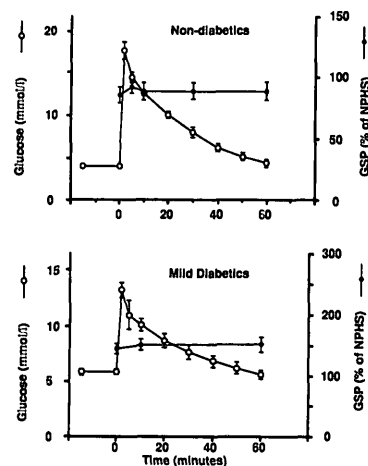 Non-diabetics
Glucose (mmol/l)
20
10
0
GSP (% of NPHS)
150
100
50
0
0 20 40 60
Mild Diabetics
Glucose (mmol/l)
15
10
5
0
GSP (% of NPHS)
300
200
100
0
0 20 40 60
Time (minutes)